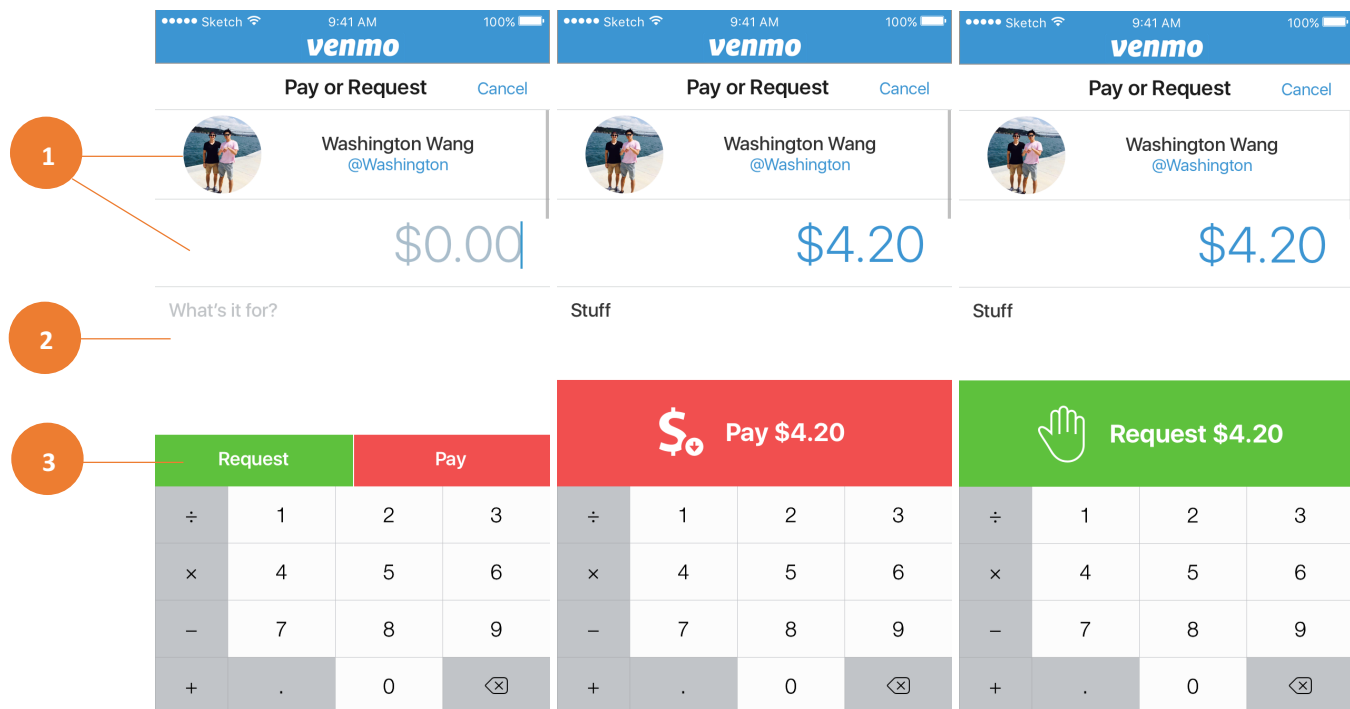 ●●●●● Sketch 9:41 AM 100%
venmo
Pay or Request Cancel
1
Washington Wang
@Washington
$0.00
2
What's it for?
3
Request Pay
÷ 1 2 3
× 4 5 6
− 7 8 9
+ . 0
●●●●● Sketch 9:41 AM 100%
venmo
Pay or Request Cancel
Washington Wang
@Washington
$4.20
Stuff
$ Pay $4.20
÷ 1 2 3
× 4 5 6
− 7 8 9
+ . 0
●●●●● Sketch 9:41 AM 100%
venmo
Pay or Request Cancel
Washington Wang
@Washington
$4.20
Stuff
Request $4.20
÷ 1 2 3
× 4 5 6
− 7 8 9
+ . 0